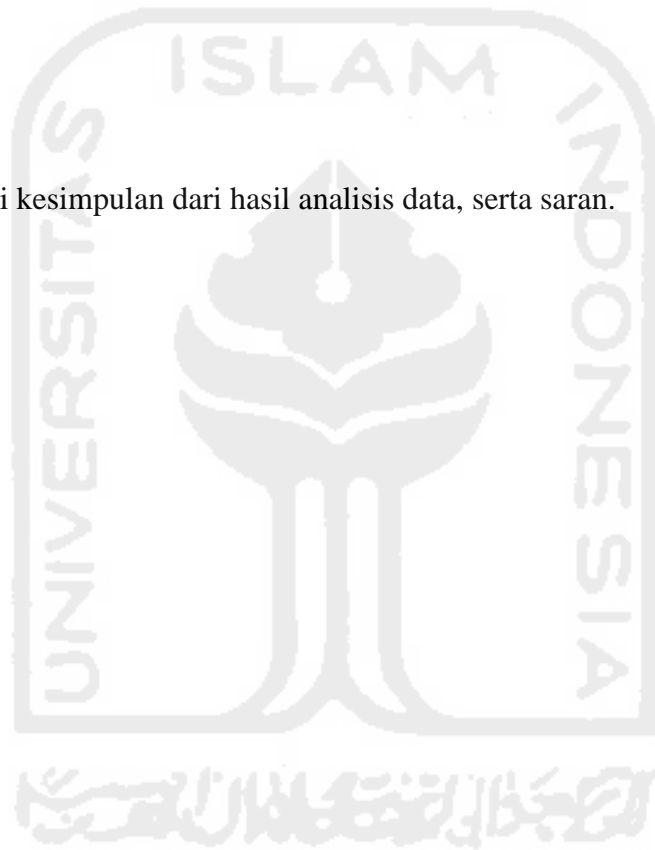 ISLAM
UNIVERSITAS
INDONESIA
i kesimpulan dari hasil analisis data, serta saran.